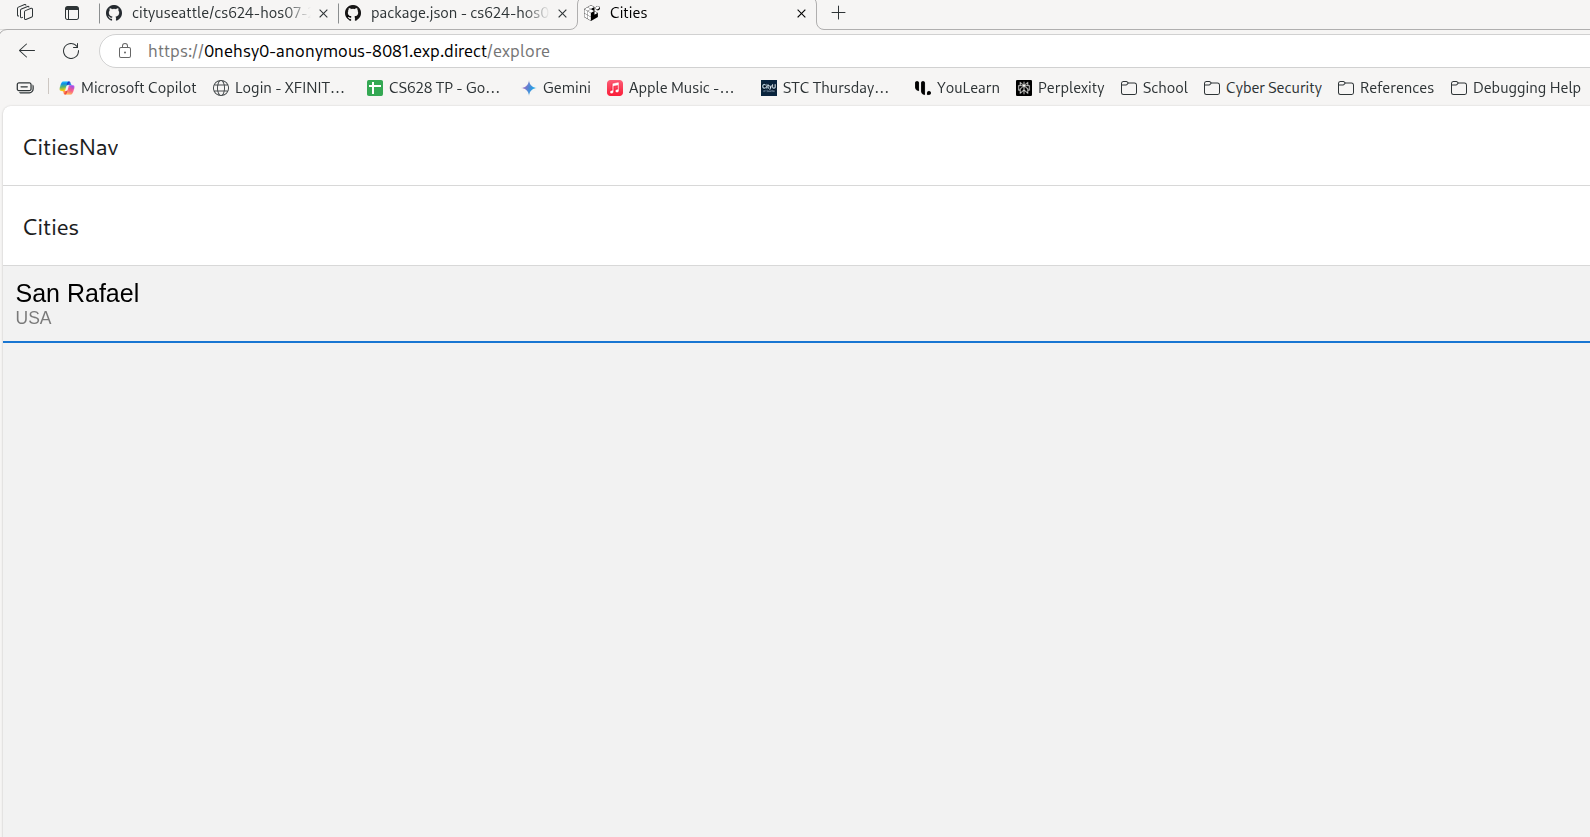 cityuseattle/cs624-hos07-
package.json - cs624-hos0
Cities
https://0nehsy0-anonymous-8081.exp.direct/explore
Microsoft Copilot
Login - XFINIT...
CS628 TP - Go...
Gemini
Apple Music -...
STC Thursday...
YouLearn
Perplexity
School
Cyber Security
References
Debugging Help
CitiesNav
Cities
San Rafael
USA